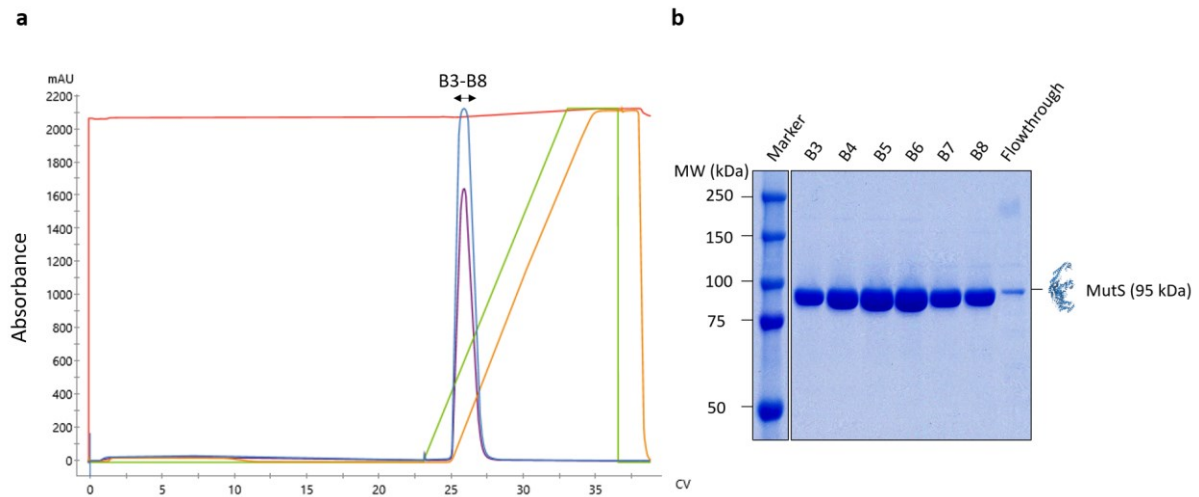 a
b
mAU
2200
2000
1800
1600
1400
1200
1000
800
600
400
200
0
Absorbance
B3-B8
0
5
10
15
20
25
30
35
CV
Marker
B3
B4
B5
B6
B7
B8
Flowthrough
MW (kDa)
250
150
100
75
50
MutS (95 kDa)